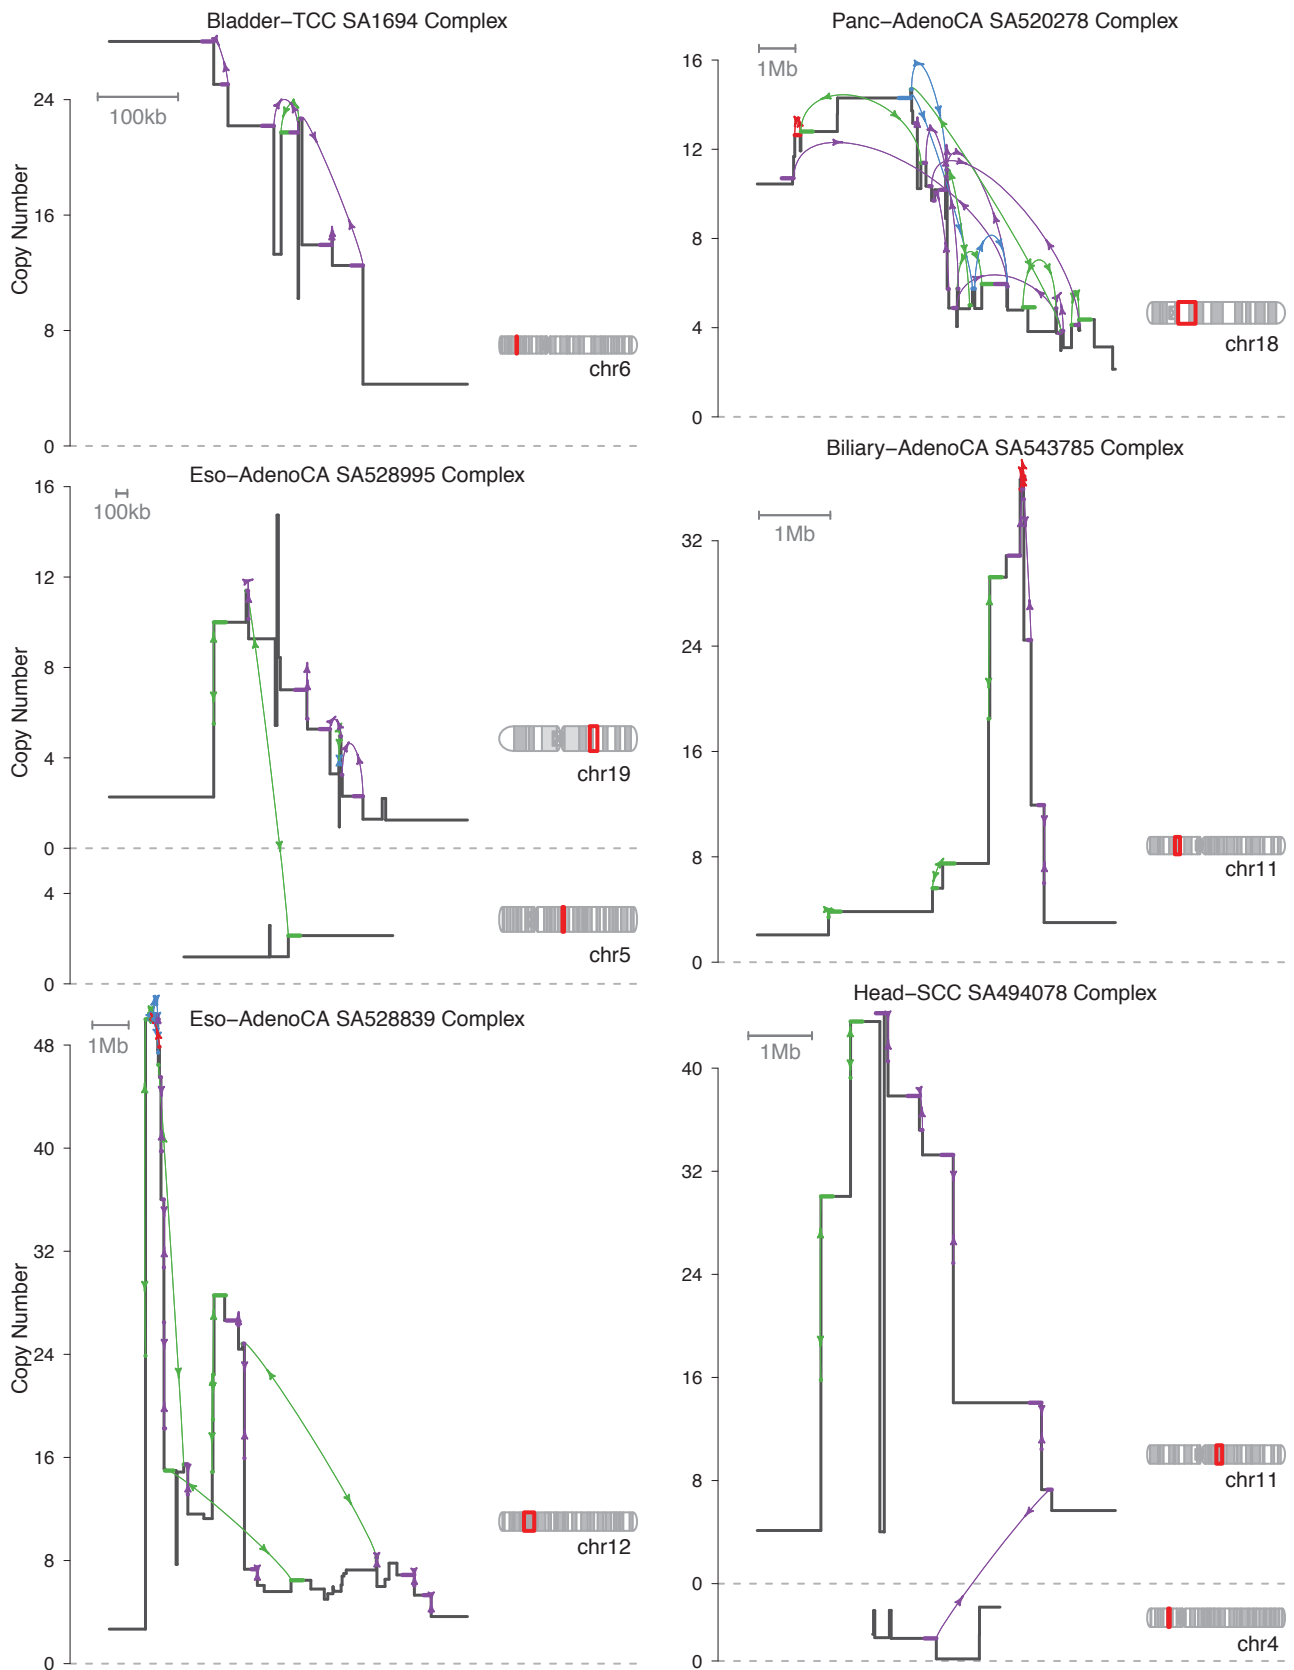 Bladder−TCC SA1694 Complex
100kb
Copy Number
24
16
8
0
chr6
Panc−AdenoCA SA520278 Complex
1Mb
16
12
8
4
0
chr18
Eso−AdenoCA SA528995 Complex
100kb
Copy Number
16
12
8
4
0
chr19
4
0
chr5
Biliary−AdenoCA SA543785 Complex
1Mb
32
24
16
8
0
chr11
Eso−AdenoCA SA528839 Complex
1Mb
Copy Number
48
40
32
24
16
8
0
chr12
Head−SCC SA494078 Complex
1Mb
40
32
24
16
8
0
chr11
0
chr4